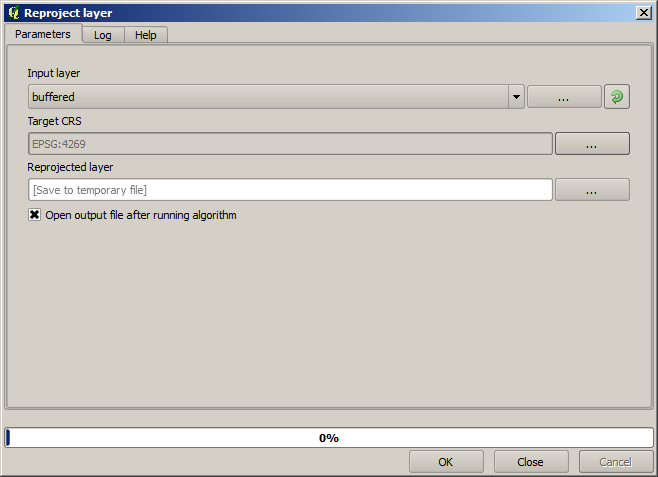 Reproject layer
Parameters Log Help
Input layer
buffered ...
Target CRS
EPSG:4269 ...
Reprojected layer
[Save to temporary file] ...
Open output file after running algorithm
0%
OK Close Cancel